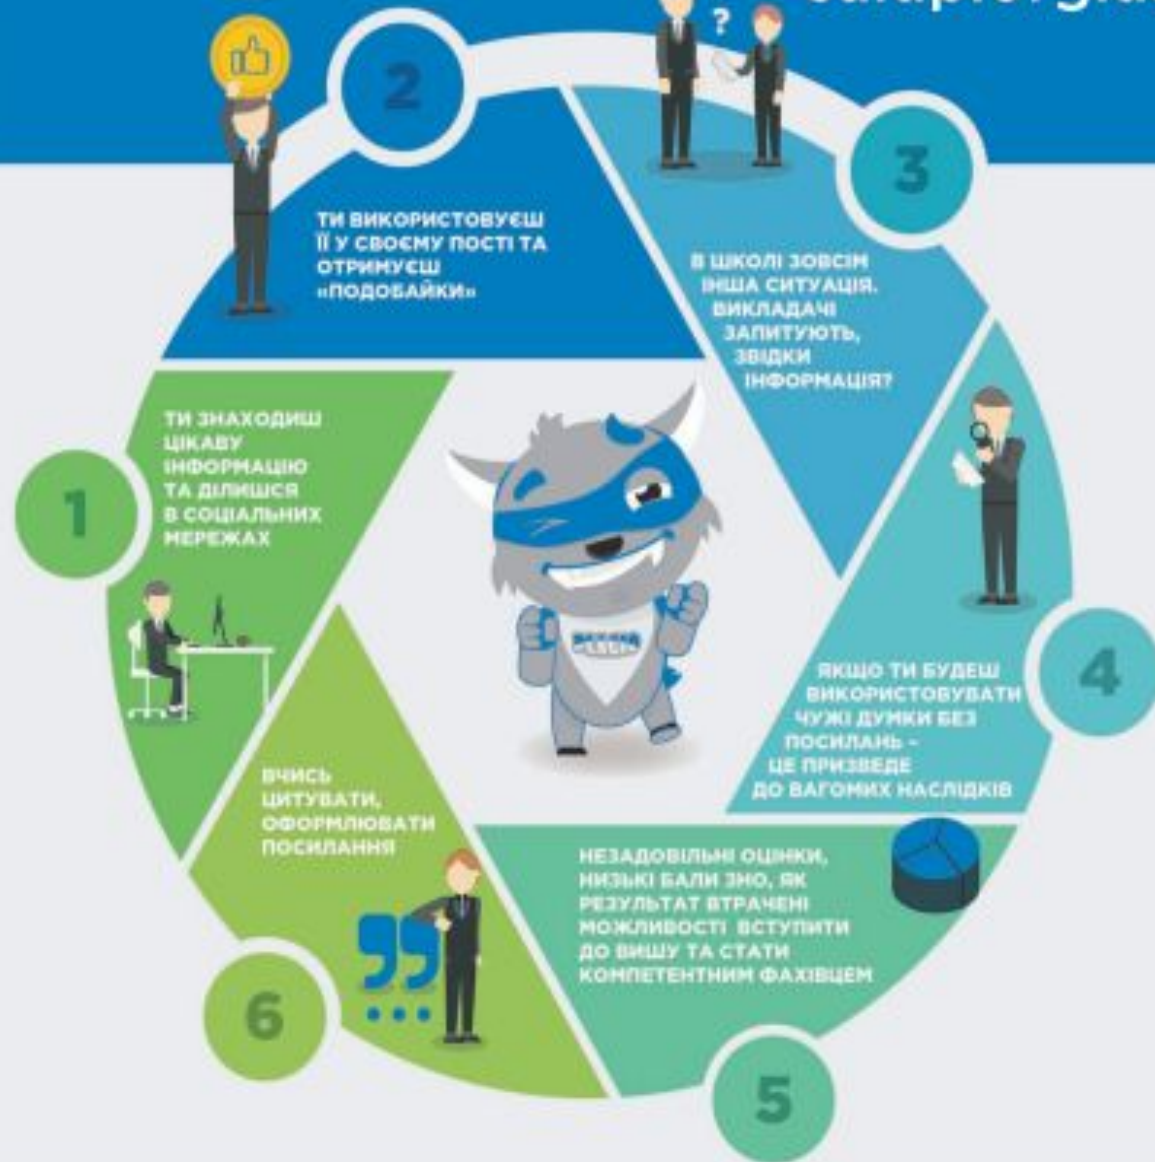 2
?
3
ТИ ВИКОРИСТОВУЄШ
ЇЇ У СВОЄМУ ПОСТІ ТА
ОТРИМУЄШ
«ПОДОБАЙКИ»
В ШКОЛІ ЗОВСІМ
ІНША СИТУАЦІЯ.
ВИКЛАДАЧІ
ЗАПИТУЮТЬ,
ЗВІДКИ
ІНФОРМАЦІЯ?
1
ТИ ЗНАХОДИШ
ЦІКАВУ
ІНФОРМАЦІЮ
ТА ДІЛИШСЯ
В СОЦІАЛЬНИХ
МЕРЕЖАХ
4
ЯКЩО ТИ БУДЕШ
ВИКОРИСТОВУВАТИ
ЧУЖІ ДУМКИ БЕЗ
ПОСИЛАНЬ –
ЦЕ ПРИЗВЕДЕ
ДО ВАГОМИХ НАСЛІДКІВ
ВЧИСЬ
ЦИТУВАТИ,
ОФОРМЛЮВАТИ
ПОСИЛАННЯ
НЕЗАДОВІЛЬНІ ОЦІНКИ,
НИЗЬКІ БАЛИ ЗНО, ЯК
РЕЗУЛЬТАТ ВТРАЧЕНІ
МОЖЛИВОСТІ ВСТУПИТИ
ДО ВИШУ ТА СТАТИ
КОМПЕТЕНТНИМ ФАХІВЦЕМ
6
5